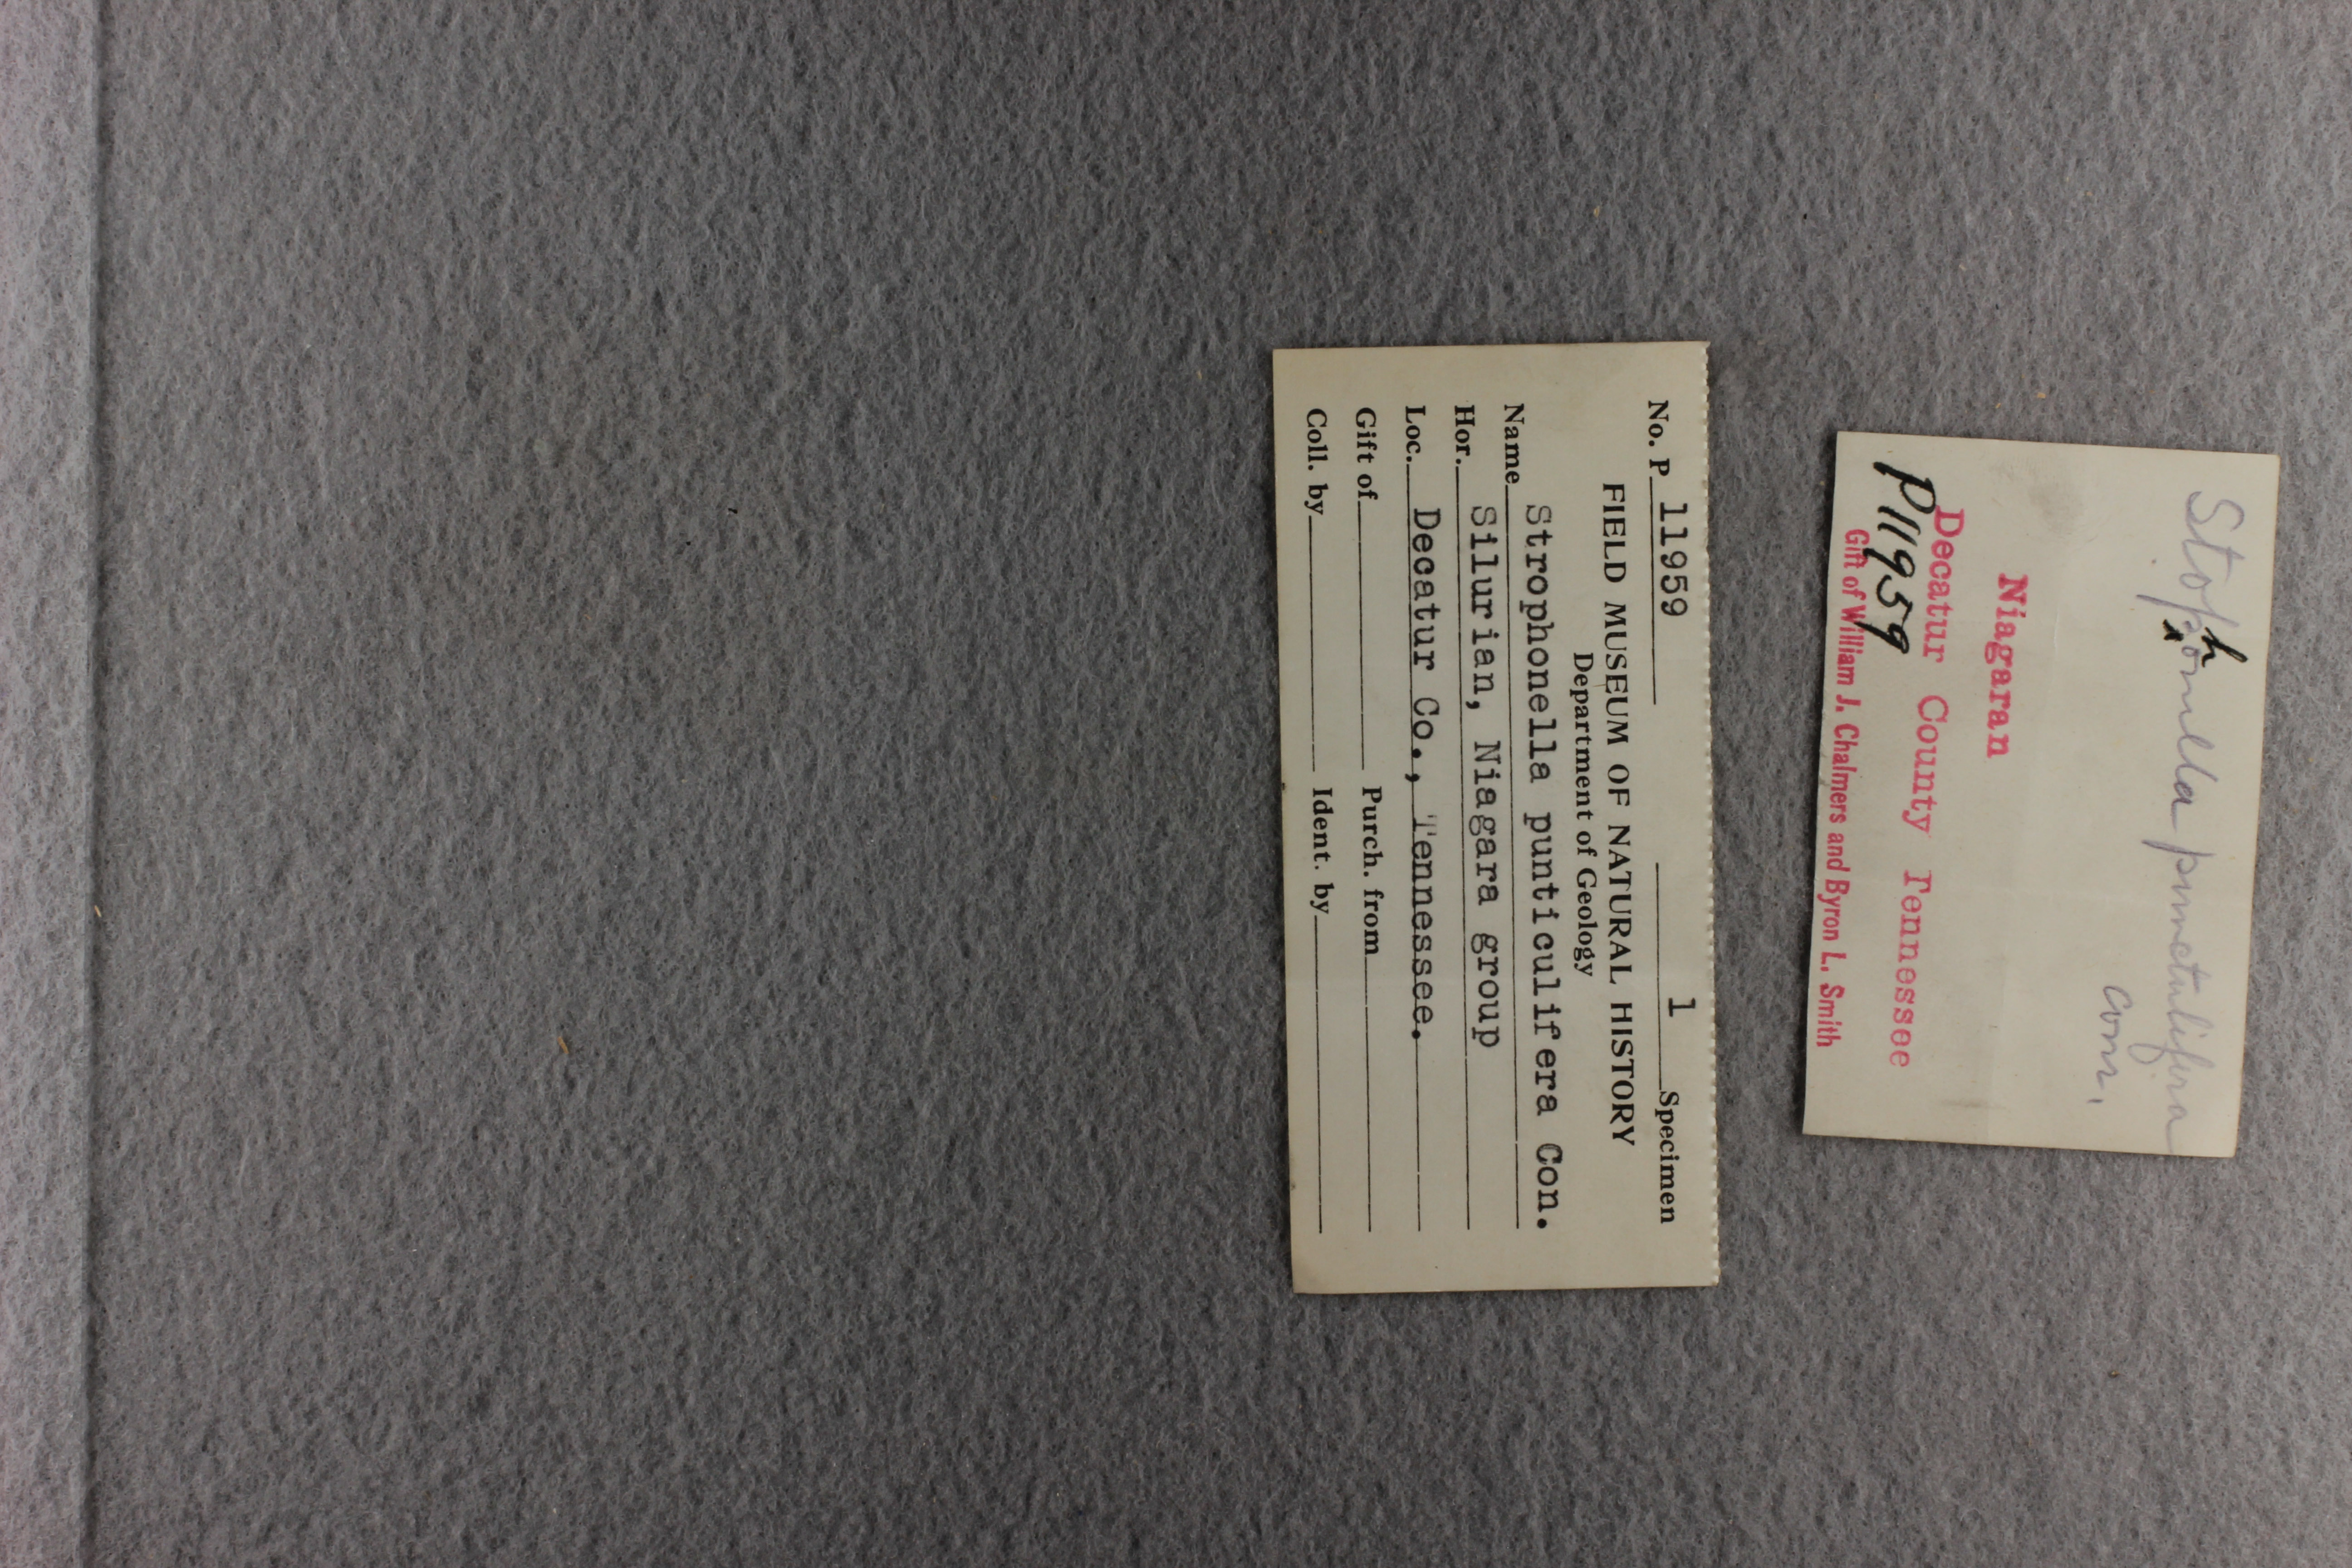 Stophonella punctulifera
con.
Niagaran
Decatur County Tennessee
P11959
Gift of William J. Chalmers and Byron L. Smith
No. P 11959 1 Specimen
FIELD MUSEUM OF NATURAL HISTORY
Department of Geology
Name Strophonella punticulifera Con.
Hor. Silurian, Niagara group
Loc. Decatur Co., Tennessee.
Gift of Purch. from
Coll. by Ident. by